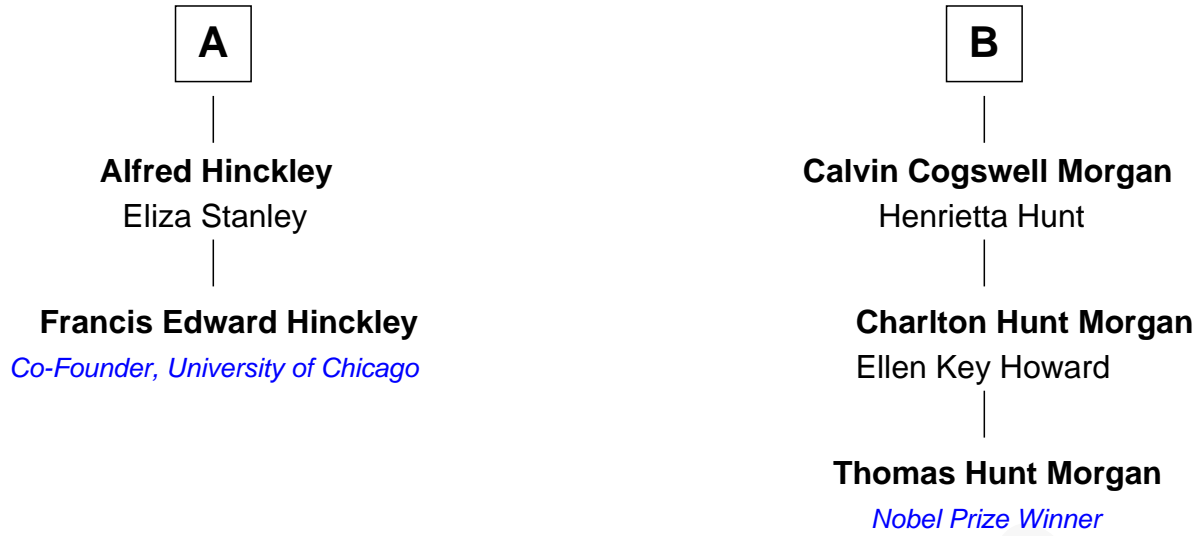 A
Alfred Hinckley
Eliza Stanley
Francis Edward Hinckley
Co-Founder, University of Chicago
B
Calvin Cogswell Morgan
Henrietta Hunt
Charlton Hunt Morgan
Ellen Key Howard
Thomas Hunt Morgan
Nobel Prize Winner